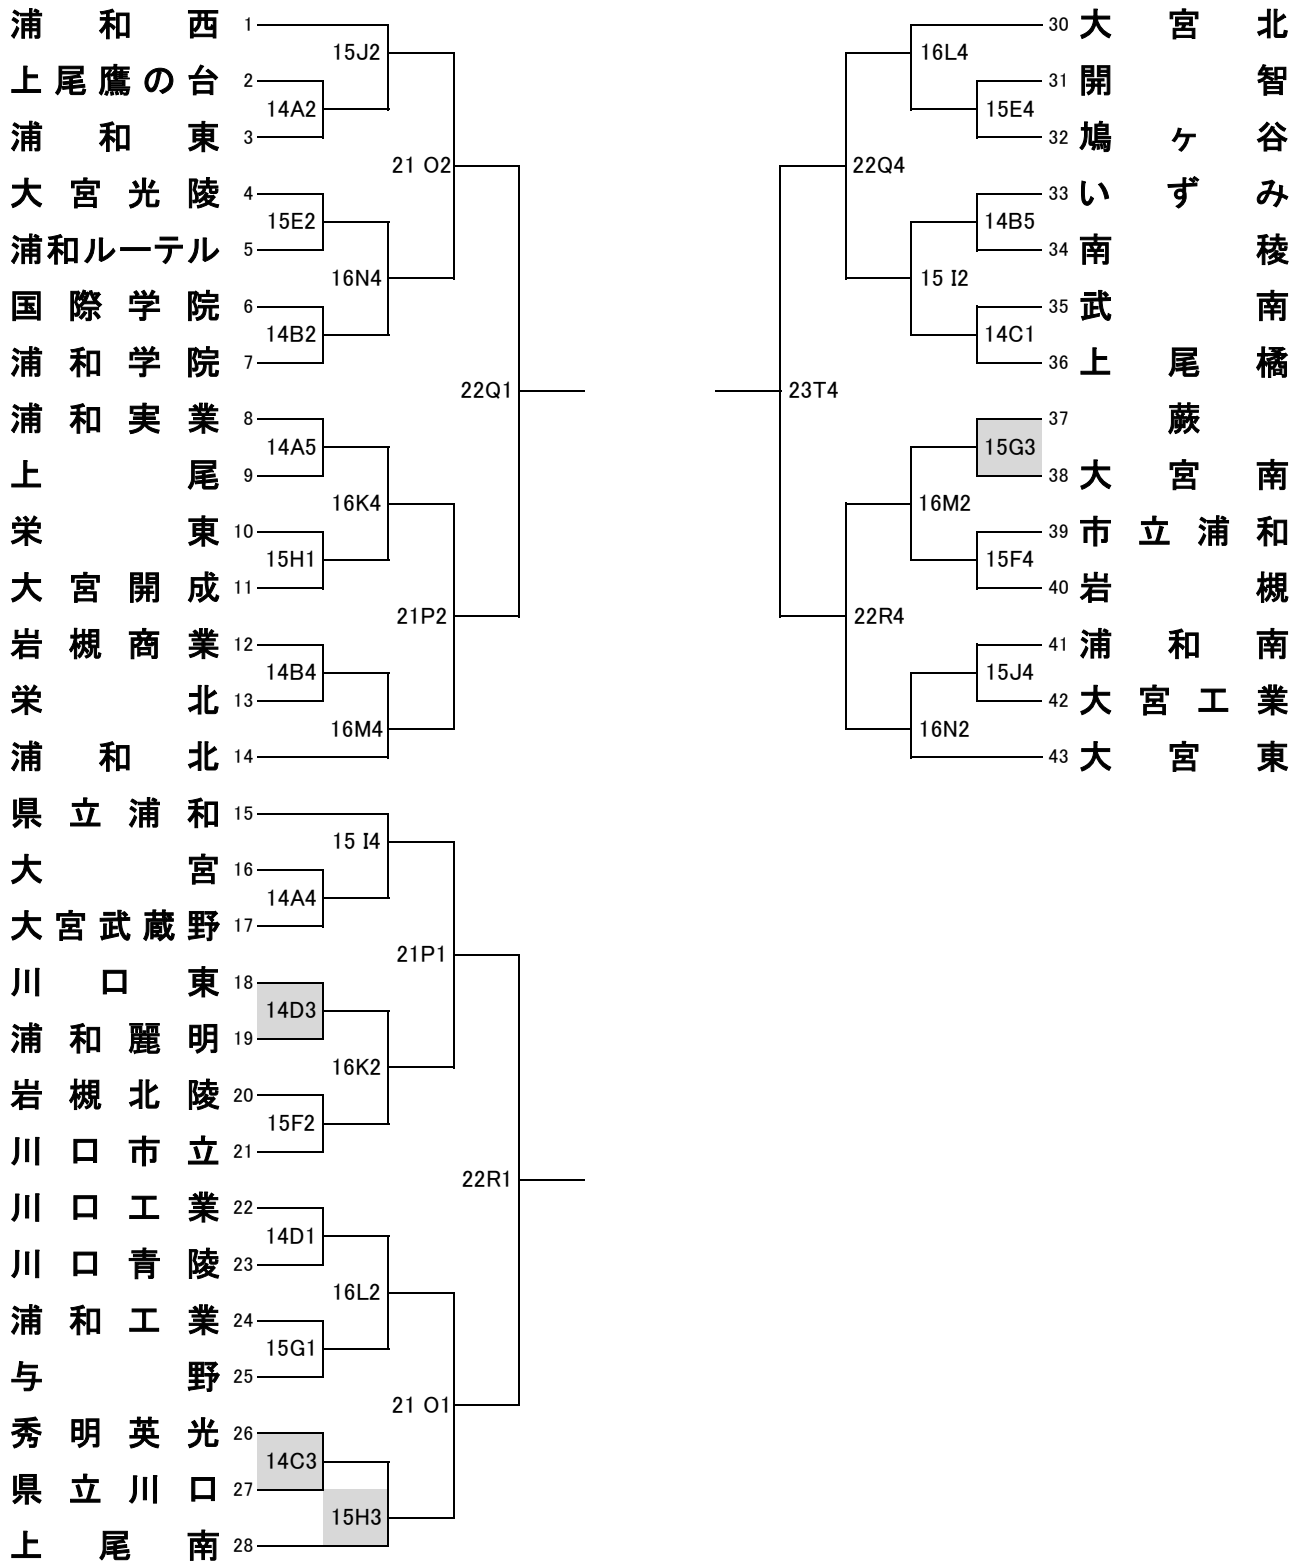 浦和西 1
15J2
上尾鷹の台 2
14A2
浦和東 3
21 O2
大宮光陵 4
15E2
浦和ルーテル 5
16N4
国際学院 6
14B2
浦和学院 7
22Q1
浦和実業 8
14A5
上尾 9
16K4
栄東 10
15H1
大宮開成 11
21P2
岩槻商業 12
14B4
栄北 13
16M4
浦和北 14
県立浦和 15
15 I4
大宮 16
14A4
大宮武蔵野 17
21P1
川口東 18
14D3
浦和麗明 19
16K2
岩槻北陵 20
15F2
川口市立 21
22R1
川口工業 22
14D1
川口青陵 23
16L2
浦和工業 24
15G1
与野 25
21 O1
秀明英光 26
14C3
県立川口 27
15H3
上尾南 28
30 大宮北
16L4
31 開智
15E4
32 鳩ヶ谷
22Q4
33 いずみ
14B5
34 南稜
15 I2
35 武南
14C1
36 上尾橘
23T4
37 蕨
15G3
38 大宮南
16M2
39 市立浦和
15F4
40 岩槻
22R4
41 浦和南
15J4
42 大宮工業
16N2
43 大宮東